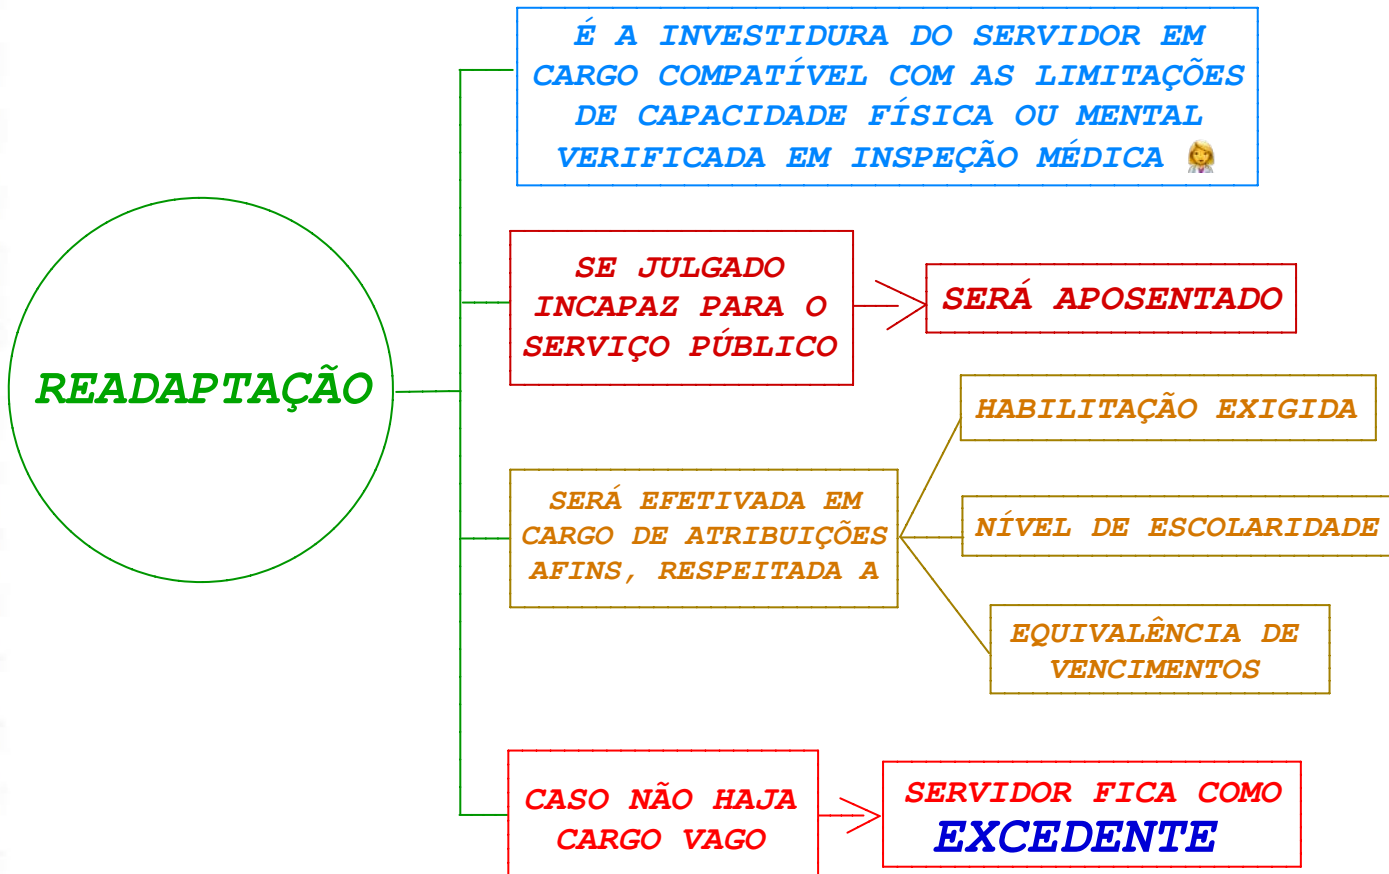 É A INVESTIDURA DO SERVIDOR EM
CARGO COMPATÍVEL COM AS LIMITAÇÕES
DE CAPACIDADE FÍSICA OU MENTAL
VERIFICADA EM INSPEÇÃO MÉDICA 👩‍⚕️
SE JULGADO
INCAPAZ PARA O
SERVIÇO PÚBLICO
SERÁ APOSENTADO
READAPTAÇÃO
SERÁ EFETIVADA EM
CARGO DE ATRIBUIÇÕES
AFINS, RESPEITADA A
HABILITAÇÃO EXIGIDA
NÍVEL DE ESCOLARIDADE
EQUIVALÊNCIA DE
VENCIMENTOS
CASO NÃO HAJA
CARGO VAGO
SERVIDOR FICA COMO
EXCEDENTE